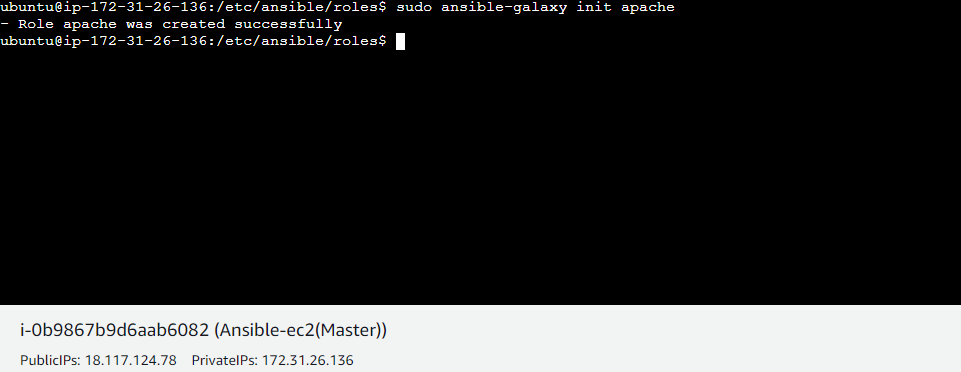 ubuntu@ip-172-31-26-136:/etc/ansible/roles$ sudo ansible-galaxy init apache
- Role apache was created successfully
ubuntu@ip-172-31-26-136:/etc/ansible/roles$
i-0b9867b9d6aab6082 (Ansible-ec2(Master))
PublicIPs: 18.117.124.78 PrivateIPs: 172.31.26.136